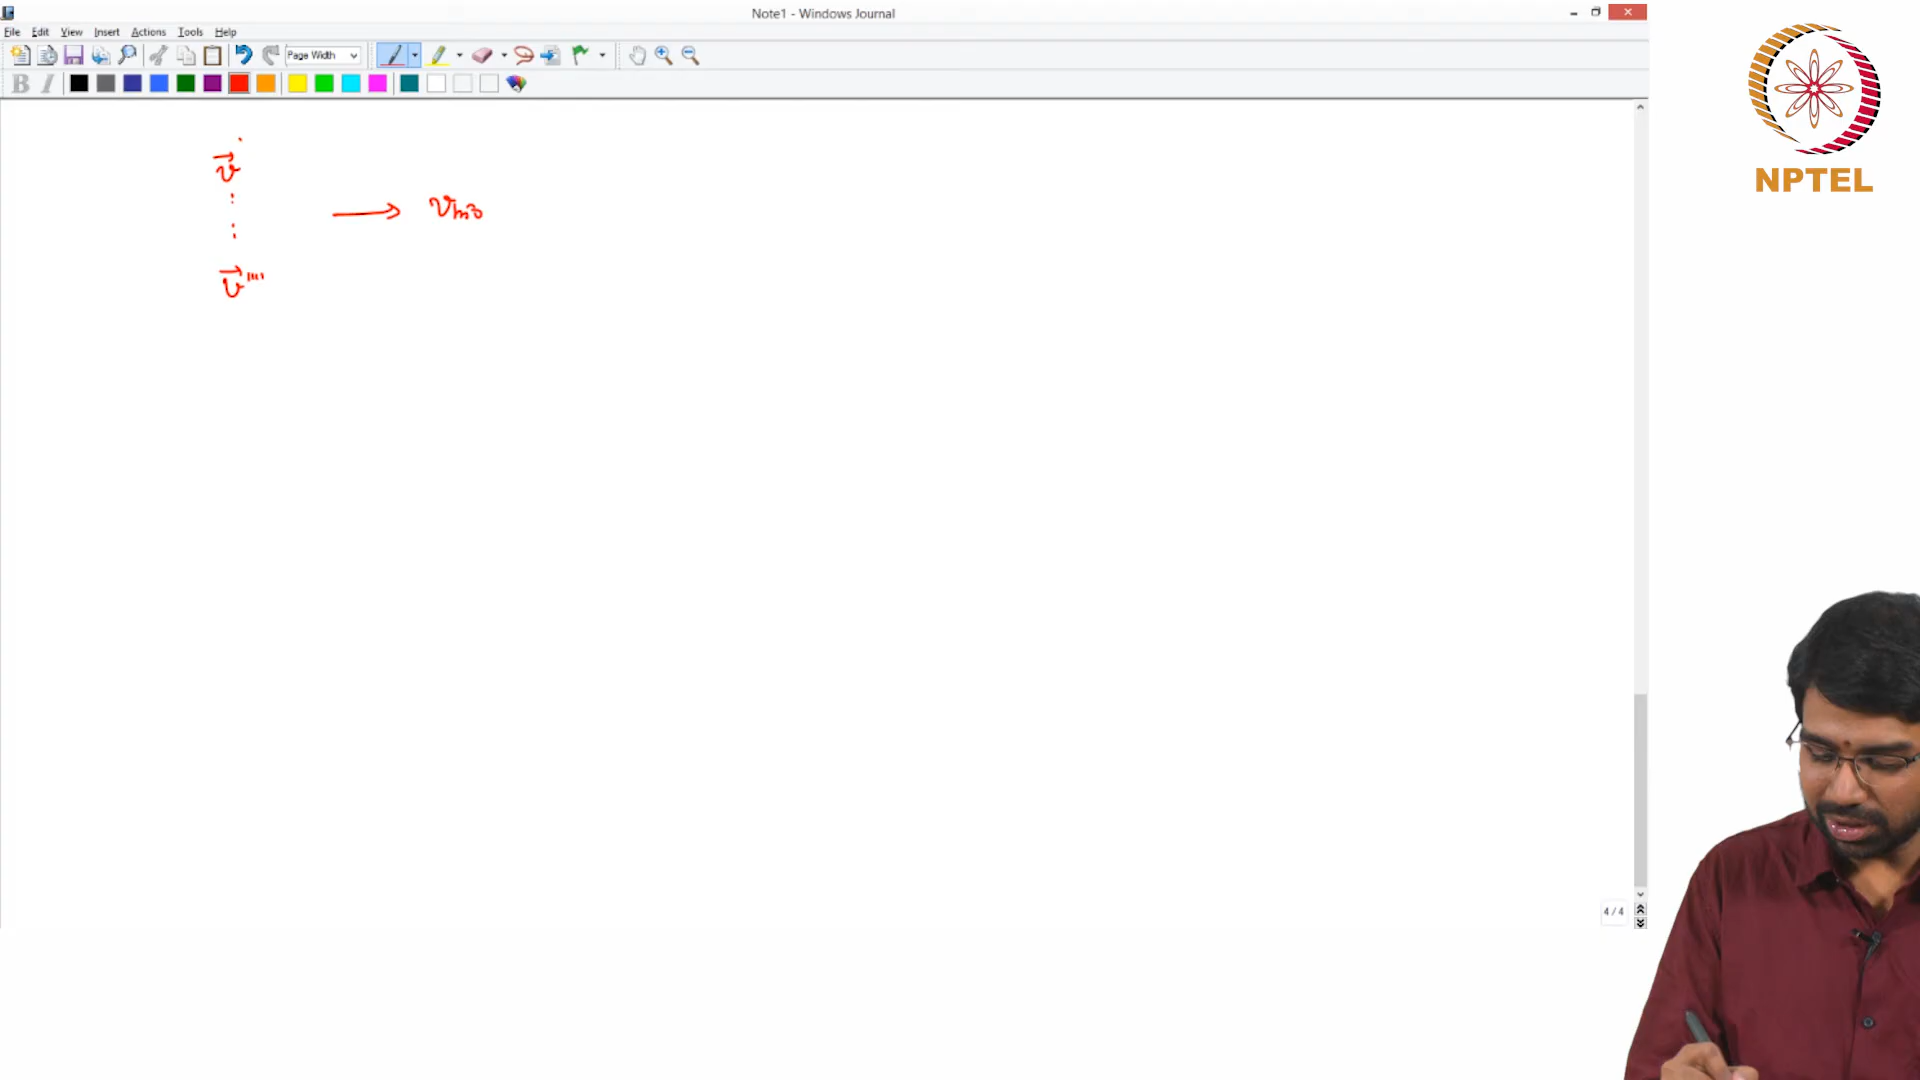 Note1 - Windows Journal
File Edit View Insert Actions Tools Help
Page Width
B I
NPTEL
v⃗
:
:
v⃗''''
→
4 / 4